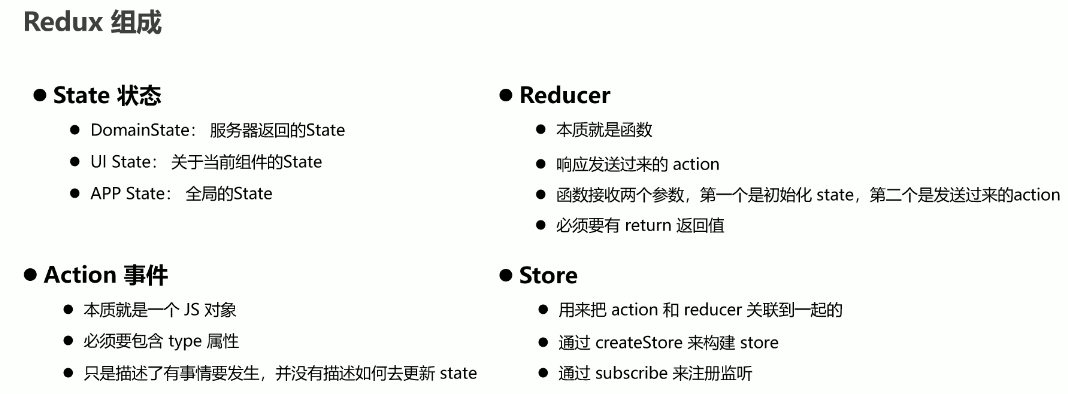 Redux 组成
State 状态
DomainState： 服务器返回的State
UI State： 关于当前组件的State
APP State： 全局的State
Action 事件
本质就是一个 JS 对象
必须要包含 type 属性
只是描述了有事情要发生，并没有描述如何去更新 state
Reducer
本质就是函数
响应发送过来的 action
函数接收两个参数，第一个是初始化 state，第二个是发送过来的action
必须要有 return 返回值
Store
用来把 action 和 reducer 关联到一起的
通过 createStore 来构建 store
通过 subscribe 来注册监听